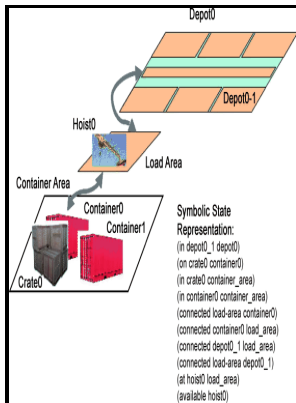 Depot0
Depot0-1
Hoist0
Load Area
Container Area
Container0
Container1
Crate0
Symbolic State
Representation:
(in depot0_1 depot0)
(on crate0 container0)
(in crate0 container_area)
(in container0 container_area)
(connected load-area container0)
(connected container0 load_area)
(connected depot0_1 load_area)
(connected load-area depot0_1)
(at hoist0 load_area)
(available hoist0)